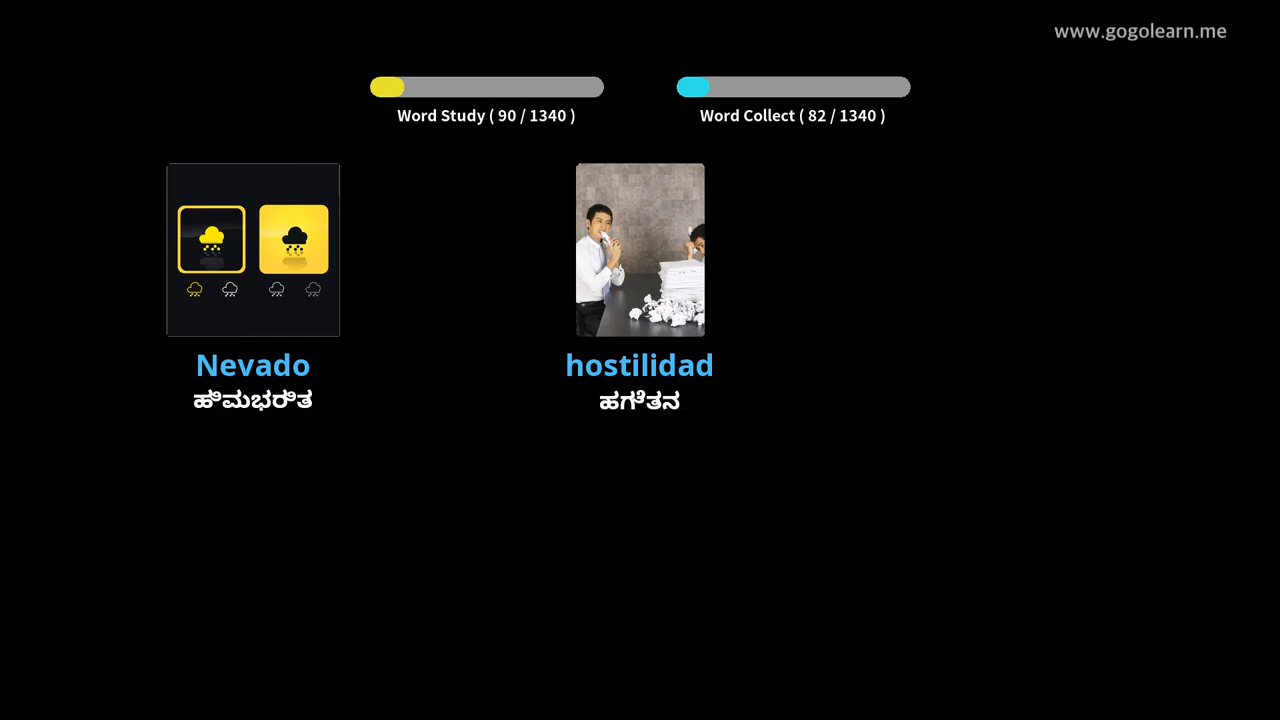 www.gogolearn.me
Word Study ( 90 / 1340 )
Word Collect ( 82 / 1340 )
Nevado
ಹಿಮಭರಿತ
hostilidad
ಹಗೆತನ